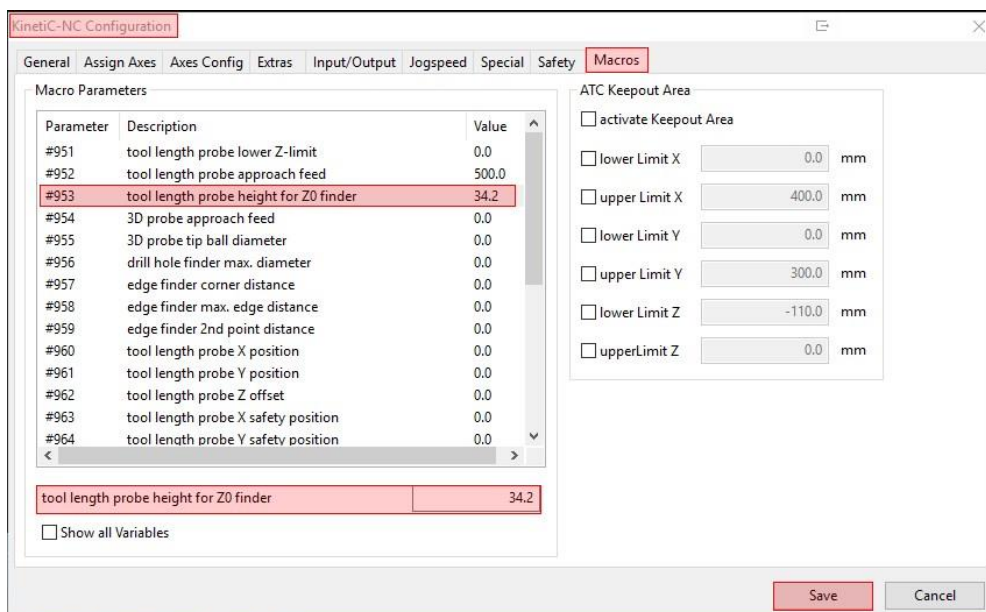 KinetiC-NC Configuration
General Assign Axes Axes Config Extras Input/Output Jogspeed Special Safety Macros
Macro Parameters
Parameter Description Value
#951 tool length probe lower Z-limit 0.0
#952 tool length probe approach feed 500.0
#953 tool length probe height for Z0 finder 34.2
#954 3D probe approach feed 0.0
#955 3D probe tip ball diameter 0.0
#956 drill hole finder max. diameter 0.0
#957 edge finder corner distance 0.0
#958 edge finder max. edge distance 0.0
#959 edge finder 2nd point distance 0.0
#960 tool length probe X position 0.0
#961 tool length probe Y position 0.0
#962 tool length probe Z offset 0.0
#963 tool length probe X safety position 0.0
#964 tool length probe Y safety position 0.0
tool length probe height for Z0 finder 34.2
Show all Variables
ATC Keepout Area
activate Keepout Area
lower Limit X 0.0 mm
upper Limit X 400.0 mm
lower Limit Y 0.0 mm
upper Limit Y 300.0 mm
lower Limit Z -110.0 mm
upperLimit Z 0.0 mm
Save Cancel